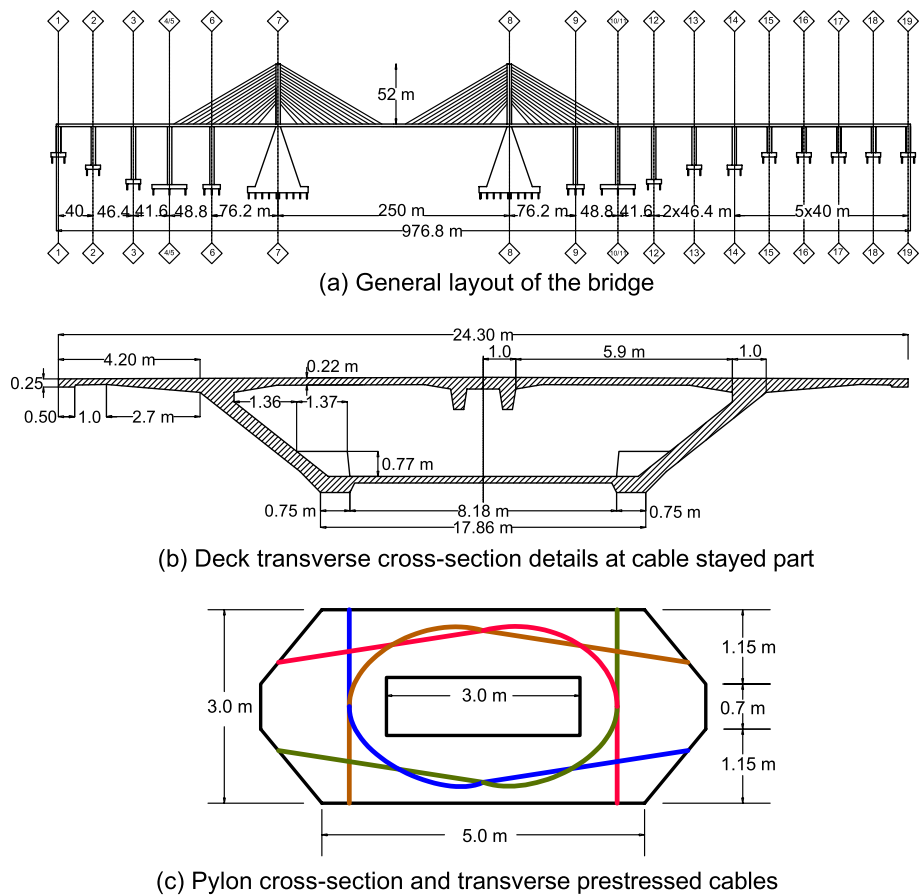 1 2 3 4/5 6 7 8 9 10/11 12 13 14 15 16 17 18 19
52 m
40 46.4 41.6 48.8 76.2 m 250 m 76.2 m 48.8 41.6 2x46.4 m 5x40 m
976.8 m
1 2 3 4/5 6 7 8 9 10/11 12 13 14 15 16 17 18 19
(a) General layout of the bridge
24.30 m
4.20 m 1.0 5.9 m 1.0
0.22 m
0.25
1.36 1.37
0.50 1.0 2.7 m
0.77 m
0.75 m 8.18 m 0.75 m
17.86 m
(b) Deck transverse cross-section details at cable stayed part
1.15 m
3.0 m 3.0 m 0.7 m
1.15 m
5.0 m
(c) Pylon cross-section and transverse prestressed cables